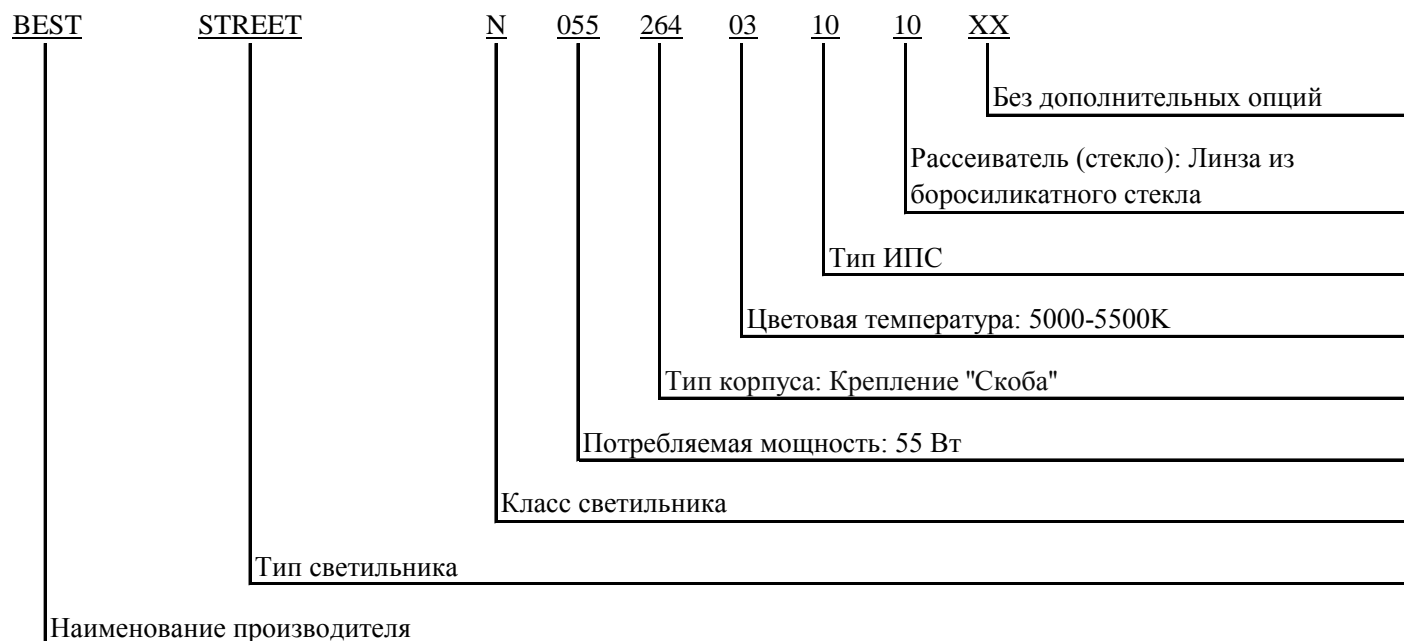 BEST STREET N 055 264 03 10 10 XX
Без дополнительных опций
Рассеиватель (стекло): Линза из
боросиликатного стекла
Тип ИПС
Цветовая температура: 5000-5500K
Тип корпуса: Крепление "Скоба"
Потребляемая мощность: 55 Вт
Класс светильника
Тип светильника
Наименование производителя